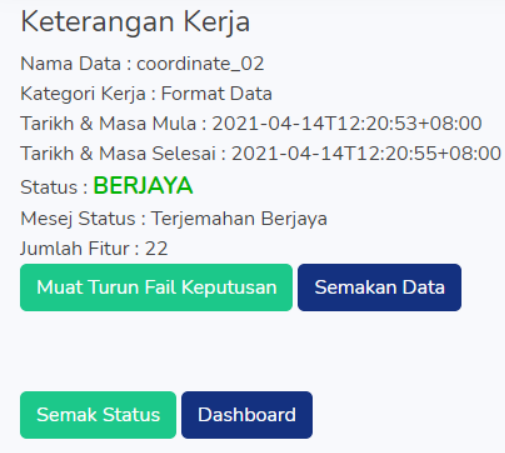 Keterangan Kerja
Nama Data : coordinate_02
Kategori Kerja : Format Data
Tarikh & Masa Mula : 2021-04-14T12:20:53+08:00
Tarikh & Masa Selesai : 2021-04-14T12:20:55+08:00
Status : BERJAYA
Mesej Status : Terjemahan Berjaya
Jumlah Fitur : 22
Muat Turun Fail Keputusan Semakan Data
Semak Status Dashboard